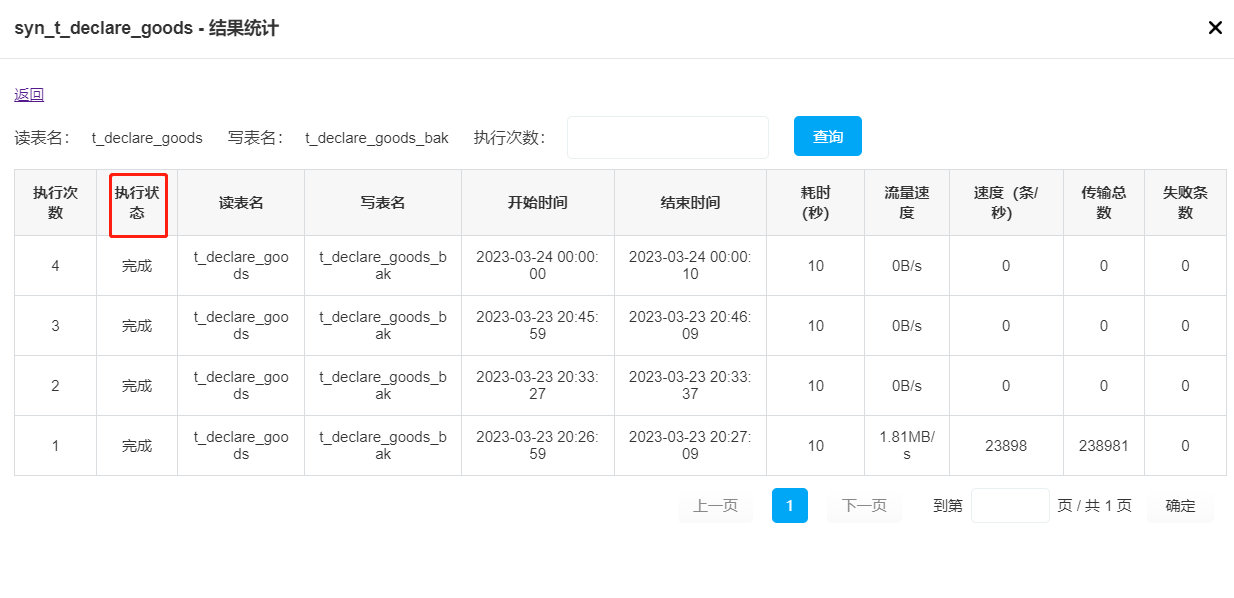 syn_t_declare_goods - 结果统计
返回
读表名： t_declare_goods 写表名： t_declare_goods_bak 执行次数： 查询
执行次数 执行状态 读表名 写表名 开始时间 结束时间 耗时(秒) 流量速度 速度（条/秒） 传输总数 失败条数
4 完成 t_declare_goods t_declare_goods_bak 2023-03-24 00:00:00 2023-03-24 00:00:10 10 0B/s 0 0 0
3 完成 t_declare_goods t_declare_goods_bak 2023-03-23 20:45:59 2023-03-23 20:46:09 10 0B/s 0 0 0
2 完成 t_declare_goods t_declare_goods_bak 2023-03-23 20:33:27 2023-03-23 20:33:37 10 0B/s 0 0 0
1 完成 t_declare_goods t_declare_goods_bak 2023-03-23 20:26:59 2023-03-23 20:27:09 10 1.81MB/s 23898 238981 0
上一页 1 下一页 到第 页 / 共 1 页 确定